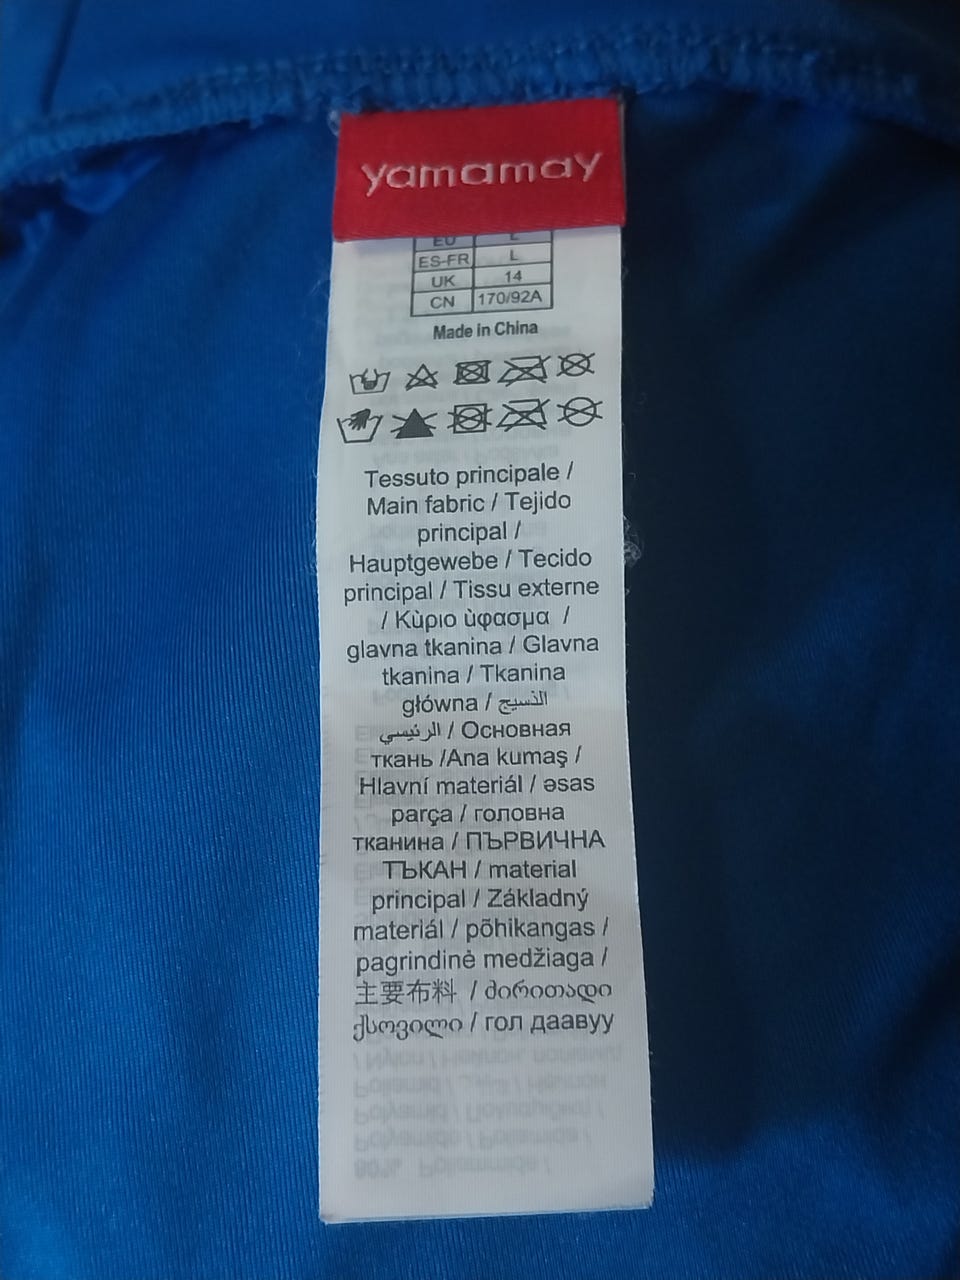 yamamay
EU L
ES-FR L
UK 14
CN 170/92A
Made in China
Tessuto principale /
Main fabric / Tejido
principal /
Hauptgewebe / Tecido
principal / Tissu externe
/ Κὺριο ὺφασμα /
glavna tkanina / Glavna
tkanina / Tkanina
główna / النسيج
الرئيسي / Основная
ткань /Ana kumaş /
Hlavní materiál / əsas
parça / головна
тканина / ПЪРВИЧНА
ТЪКАН / material
principal / Základný
materiál / põhikangas /
pagrindinė medžiaga /
主要布料 / ძირითადი
ქსოვილი / гол даавуу